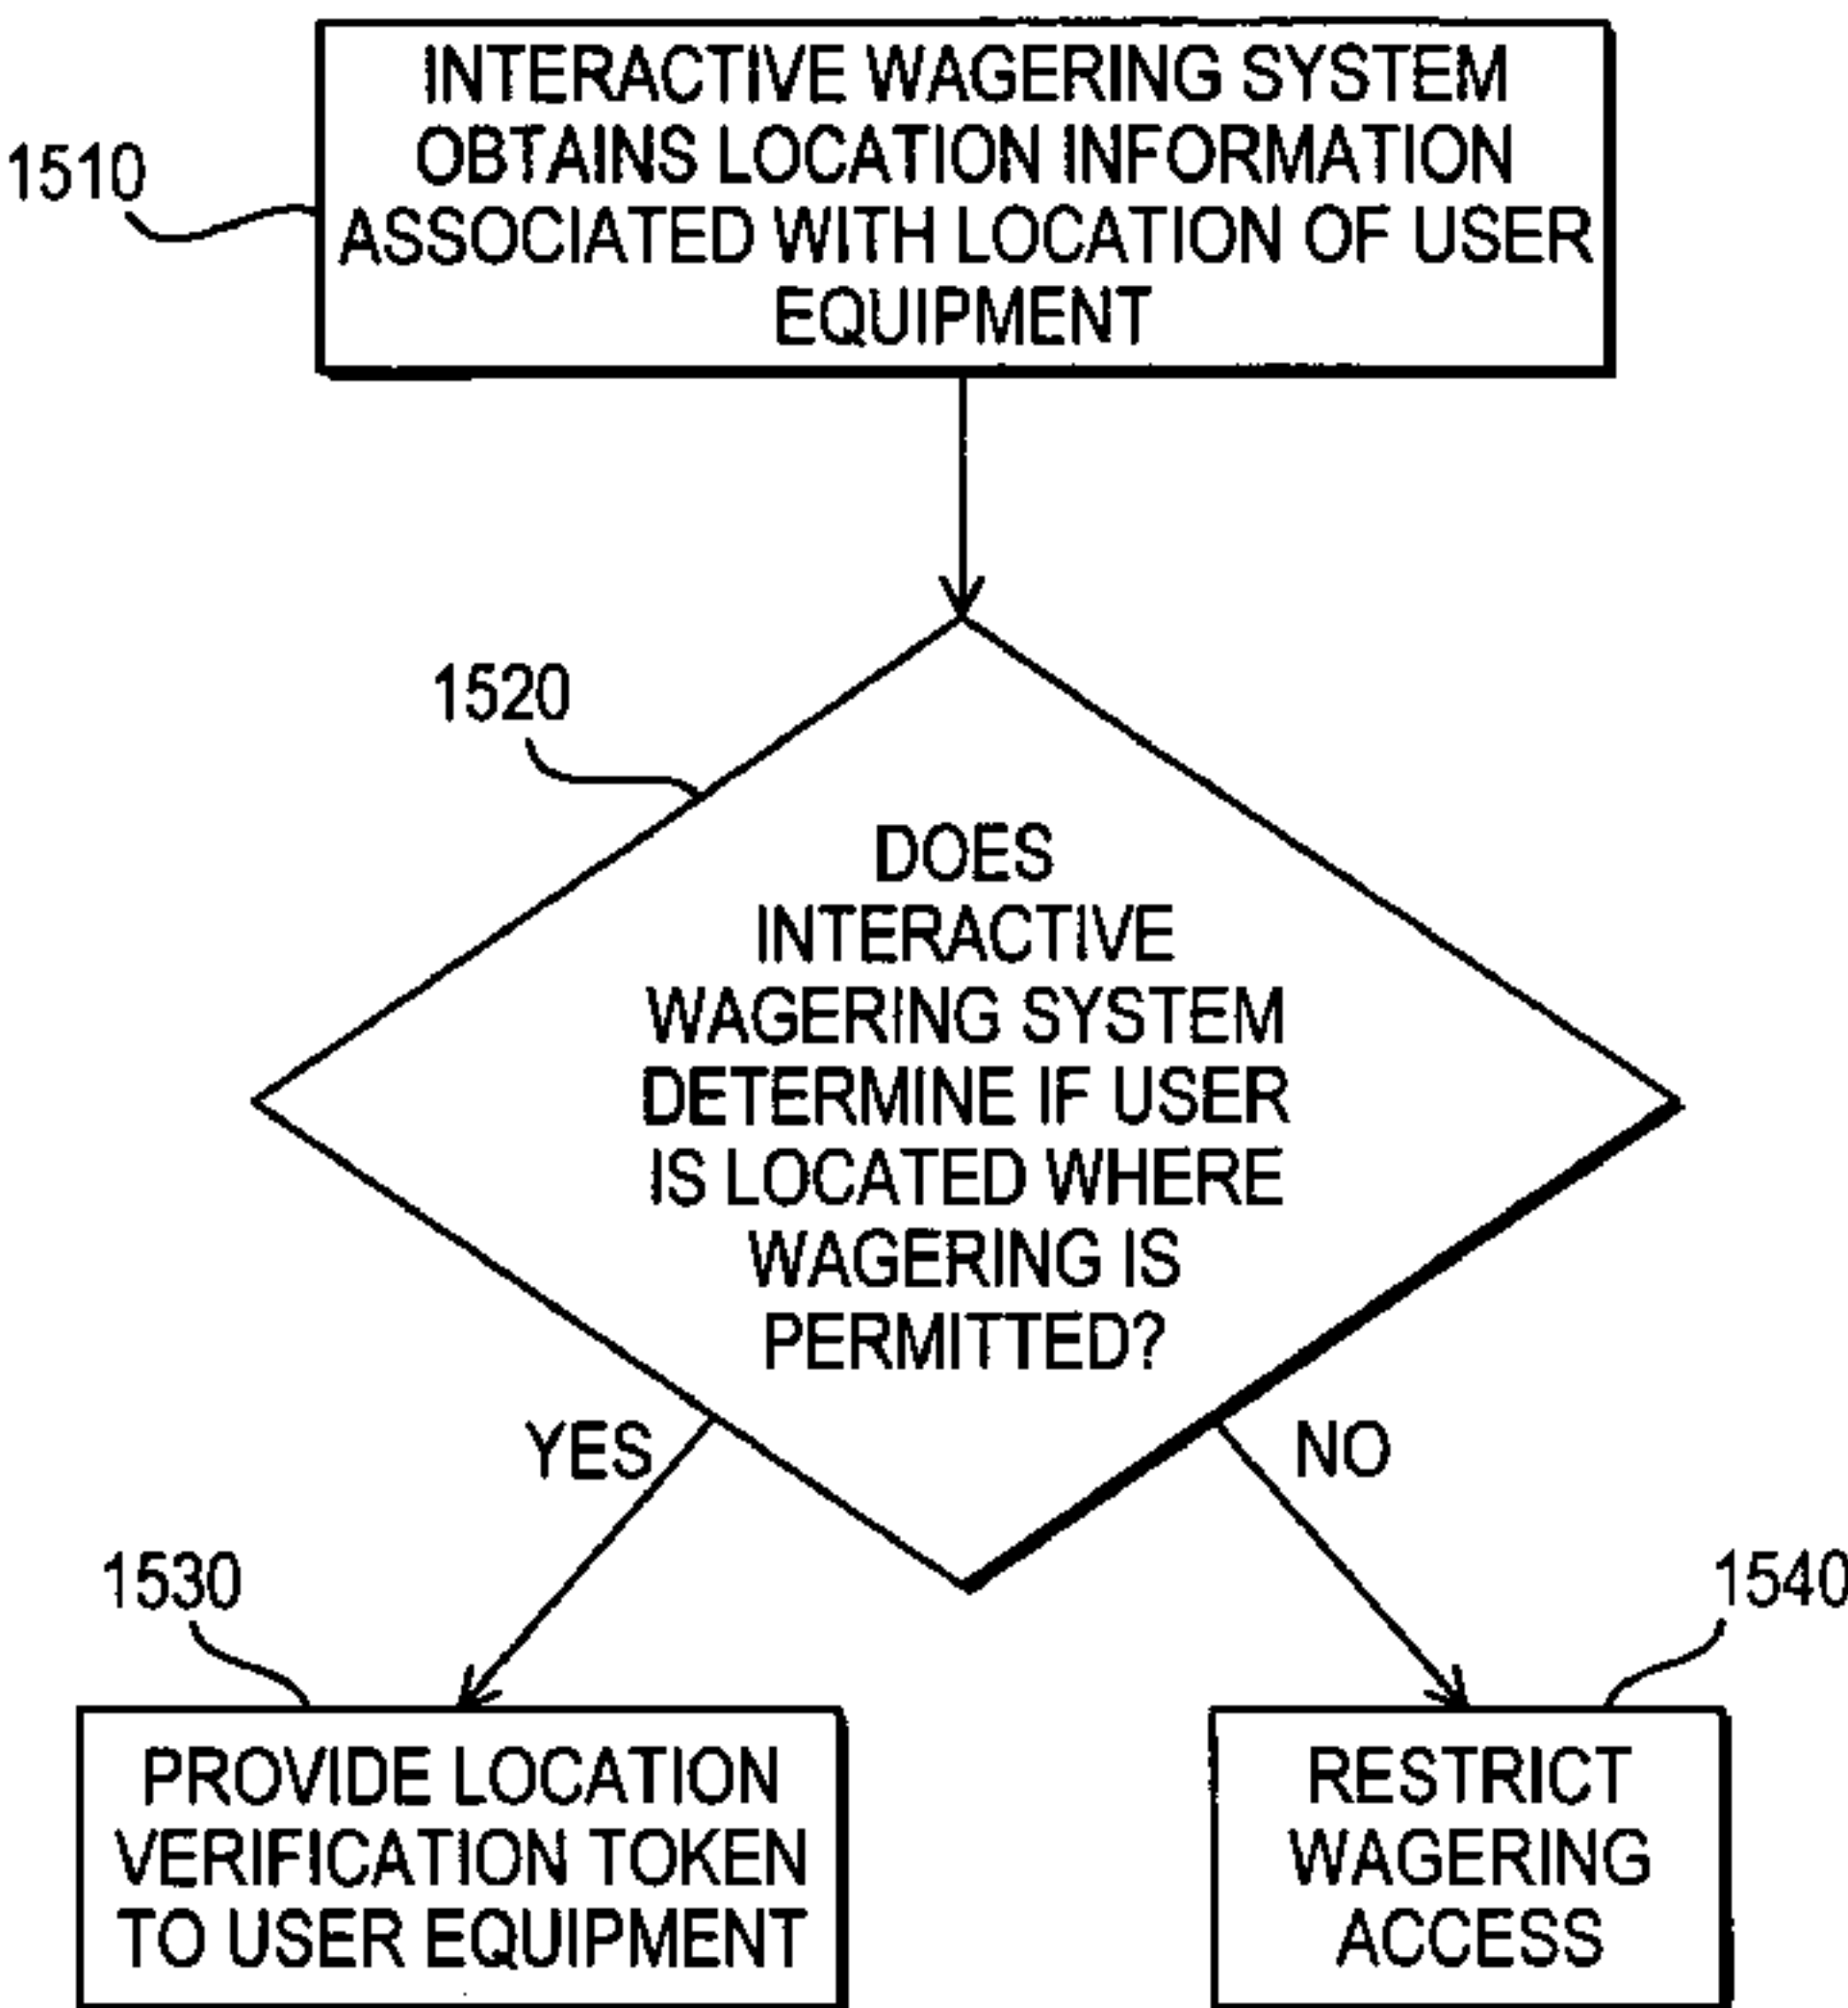 INTERACTIVE WAGERING SYSTEM
OBTAINS LOCATION INFORMATION
ASSOCIATED WITH LOCATION OF USER
EQUIPMENT
1510
1520
DOES
INTERACTIVE
WAGERING SYSTEM
DETERMINE IF USER
IS LOCATED WHERE
WAGERING IS
PERMITTED?
YES
NO
1530
1540
PROVIDE LOCATION
VERIFICATION TOKEN
TO USER EQUIPMENT
RESTRICT
WAGERING
ACCESS